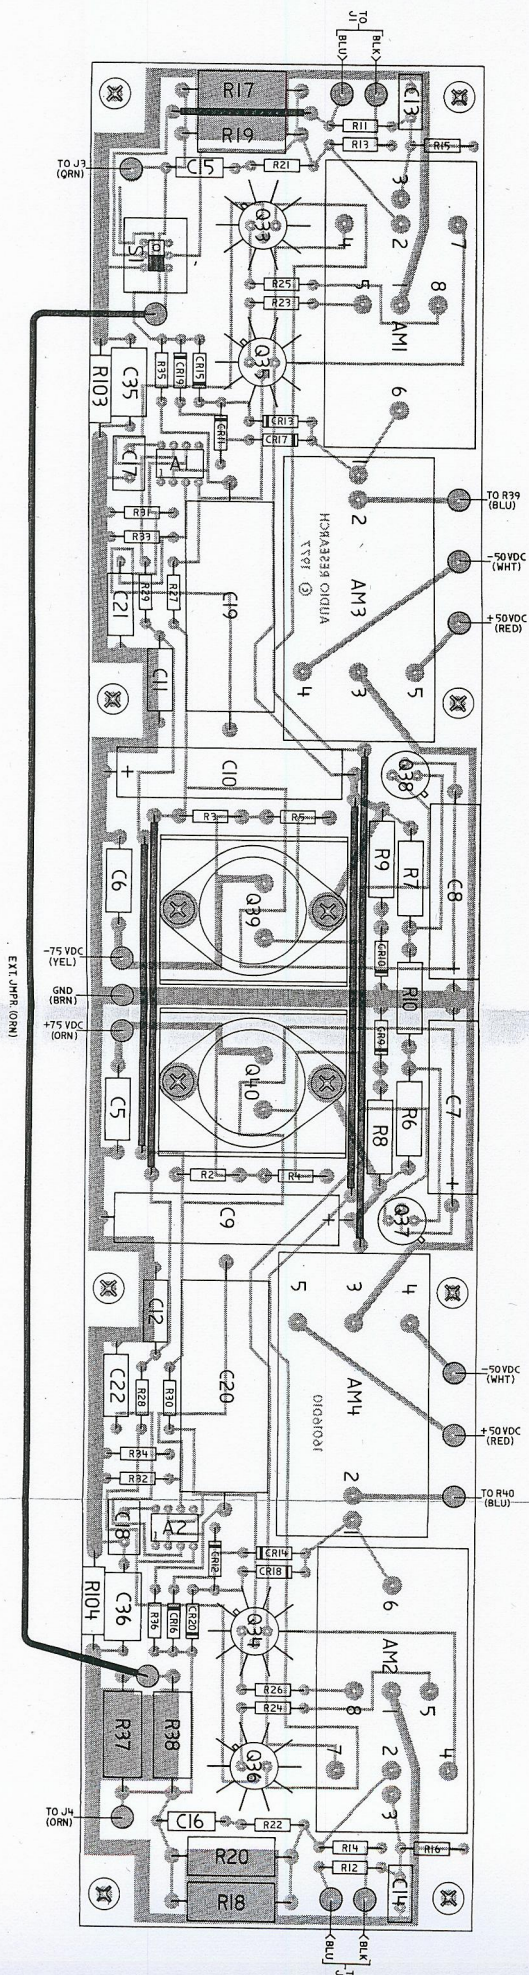 TO
J1
BLU
BLK
R17
C13
R11
R19
R13
R15
TO J3
(ORN)
C15
R21
3
Q33
4
2
7
S1
R25
5
1
8
R23
AM1
Q35
R103
C35
R35
CR19
CR15
6
CR11
CR13
CR17
C17
A1
1
2
TO R39
(BLU)
R31
R33
AUDIO RESEARCH
1977
-50VDC
(WHT)
C21
R29
R27
C19
AM3
+50VDC
(RED)
C11
4
3
5
C10
+
Q38
R3
R5
R9
R7
C8
C6
Q39
CR10
+
-75 VDC
(YEL)
GND
(BRN)
R10
EXT. JMPR. (ORN)
+75 VDC
(ORN)
CR9
C5
Q40
R8
R6
C7
R2
R4
+
C9
+
Q37
C12
5
3
4
C22
R28
R30
C20
AM4
-50VDC
(WHT)
16016010
+50VDC
(RED)
R34
R32
2
TO R40
(BLU)
C18
A2
1
CR12
CR14
CR18
R104
C36
R36
CR16
CR20
Q34
6
AM2
R26
8
1
5
R24
R37
R38
Q36
7
2
4
TO J4
(ORN)
C16
R22
3
R20
R14
R16
R12
R18
C14
BLU
BLK
TO